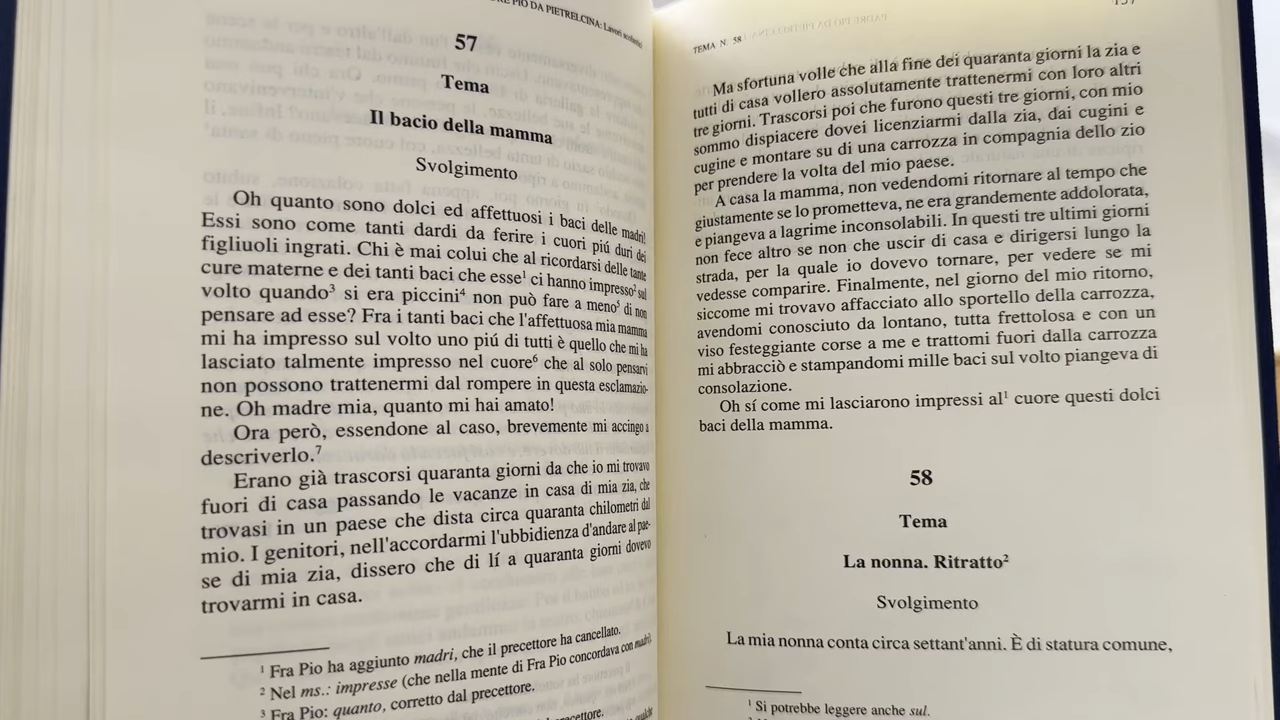 PIO DA PIETRELCINA: Lavori scolastici
57
Tema
Il bacio della mamma
Svolgimento
Oh quanto sono dolci ed affettuosi i baci delle madri!
Essi sono come tanti dardi da ferire i cuori piú duri dei
figliuoli ingrati. Chi è mai colui che al ricordarsi delle tante
cure materne e dei tanti baci che esse¹ ci hanno impresso² sul
volto quando³ si era piccini⁴ non può fare a meno⁵ di non
pensare ad esse? Fra i tanti baci che l'affettuosa mia mamma
mi ha impresso sul volto uno piú di tutti è quello che mi ha
lasciato talmente impresso nel cuore⁶ che al solo pensarvi
non possono trattenermi dal rompere in questa esclamazio-
ne. Oh madre mia, quanto mi hai amato!
Ora però, essendone al caso, brevemente mi accingo a
descriverlo.⁷
Erano già trascorsi quaranta giorni da che io mi trovavo
fuori di casa passando le vacanze in casa di mia zia, che
trovasi in un paese che dista circa quaranta chilometri dal
mio. I genitori, nell'accordarmi l'ubbidienza d'andare al pae-
se di mia zia, dissero che di lí a quaranta giorni dovevo
trovarmi in casa.
¹ Fra Pio ha aggiunto madri, che il precettore ha cancellato.
² Nel ms.: impresse (che nella mente di Fra Pio concordava con madri).
³ Fra Pio: quanto, corretto dal precettore.
precettore.
TEMA N. 58
Ma sfortuna volle che alla fine dei quaranta giorni la zia e
tutti di casa vollero assolutamente trattenermi con loro altri
tre giorni. Trascorsi poi che furono questi tre giorni, con mio
sommo dispiacere dovei licenziarmi dalla zia, dai cugini e
cugine e montare su di una carrozza in compagnia dello zio
per prendere la volta del mio paese.
A casa la mamma, non vedendomi ritornare al tempo che
giustamente se lo prometteva, ne era grandemente addolorata,
e piangeva a lagrime inconsolabili. In questi tre ultimi giorni
non fece altro se non che uscir di casa e dirigersi lungo la
strada, per la quale io dovevo tornare, per vedere se mi
vedesse comparire. Finalmente, nel giorno del mio ritorno,
siccome mi trovavo affacciato allo sportello della carrozza,
avendomi conosciuto da lontano, tutta frettolosa e con un
viso festeggiante corse a me e trattomi fuori dalla carrozza
mi abbracciò e stampandomi mille baci sul volto piangeva di
consolazione.
Oh sí come mi lasciarono impressi al¹ cuore questi dolci
baci della mamma.
58
Tema
La nonna. Ritratto²
Svolgimento
La mia nonna conta circa settant'anni. È di statura comune,
¹ Si potrebbe leggere anche sul.